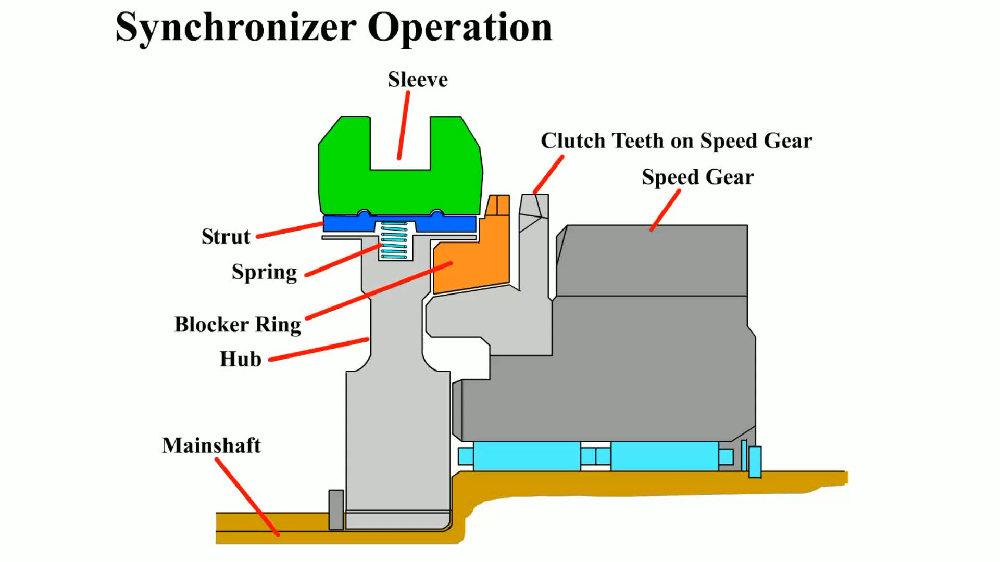 Synchronizer Operation
Sleeve
Clutch Teeth on Speed Gear
Speed Gear
Strut
Spring
Blocker Ring
Hub
Mainshaft